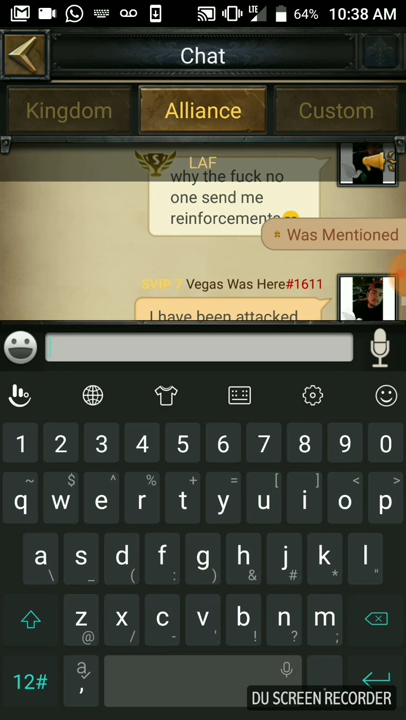 LTE 64% 10:38 AM
Chat
Kingdom Alliance Custom
LAF
why the fuck no
one send me
reinforcements
Was Mentioned
SVIP 7 Vegas Was Here#1611
I have been attacked
1 2 3 4 5 6 7 8 9 0
~ $ ^ % + = [ ] < >
q w e r t y u i o p
a s d f g h j k l
\ _ ( : ) & # * "
z x c v b n m
@ / - ' ! ? ;
12# a ,
DU SCREEN RECORDER